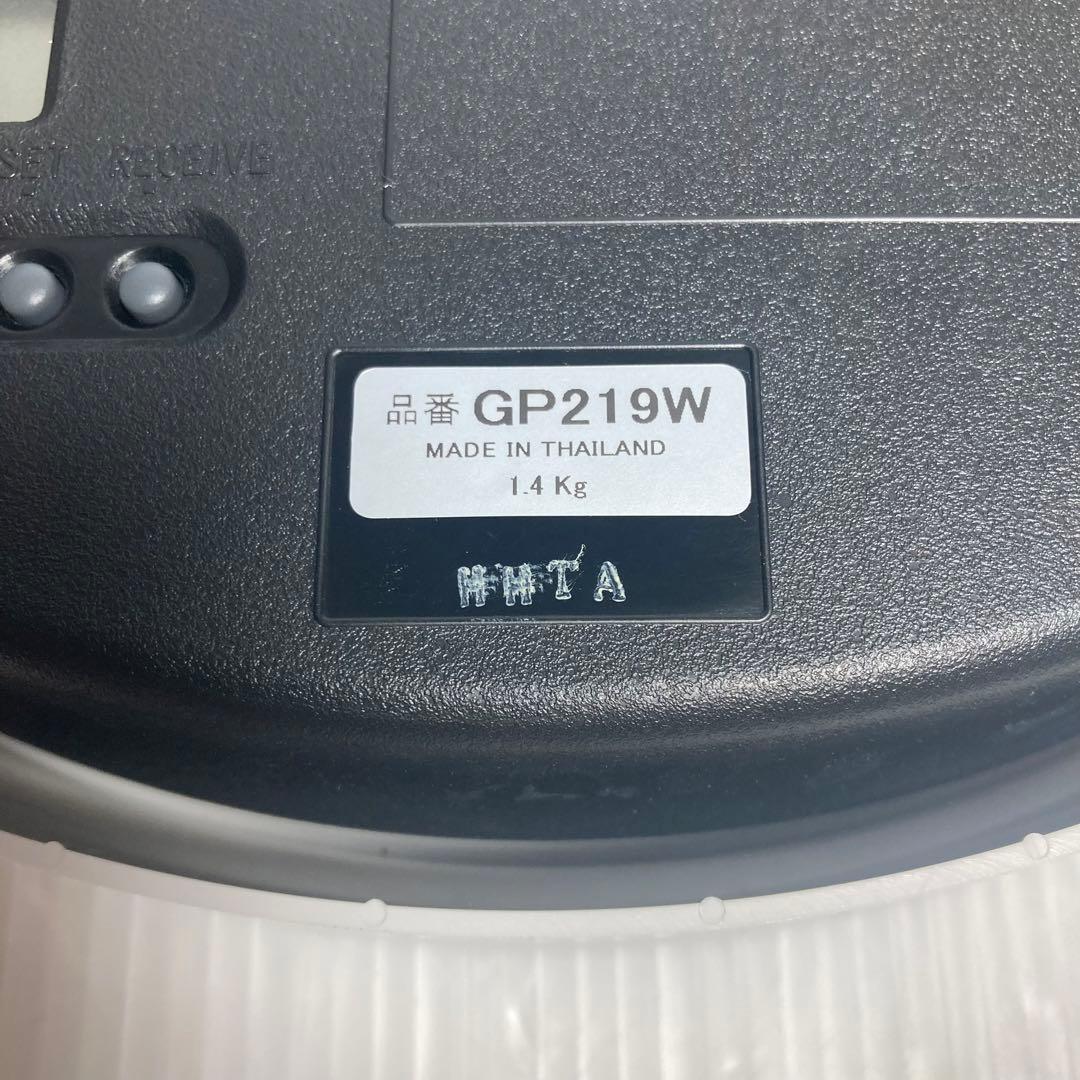 SET RECEIVE
品番 GP219W
MADE IN THAILAND
1.4 Kg
HHTA